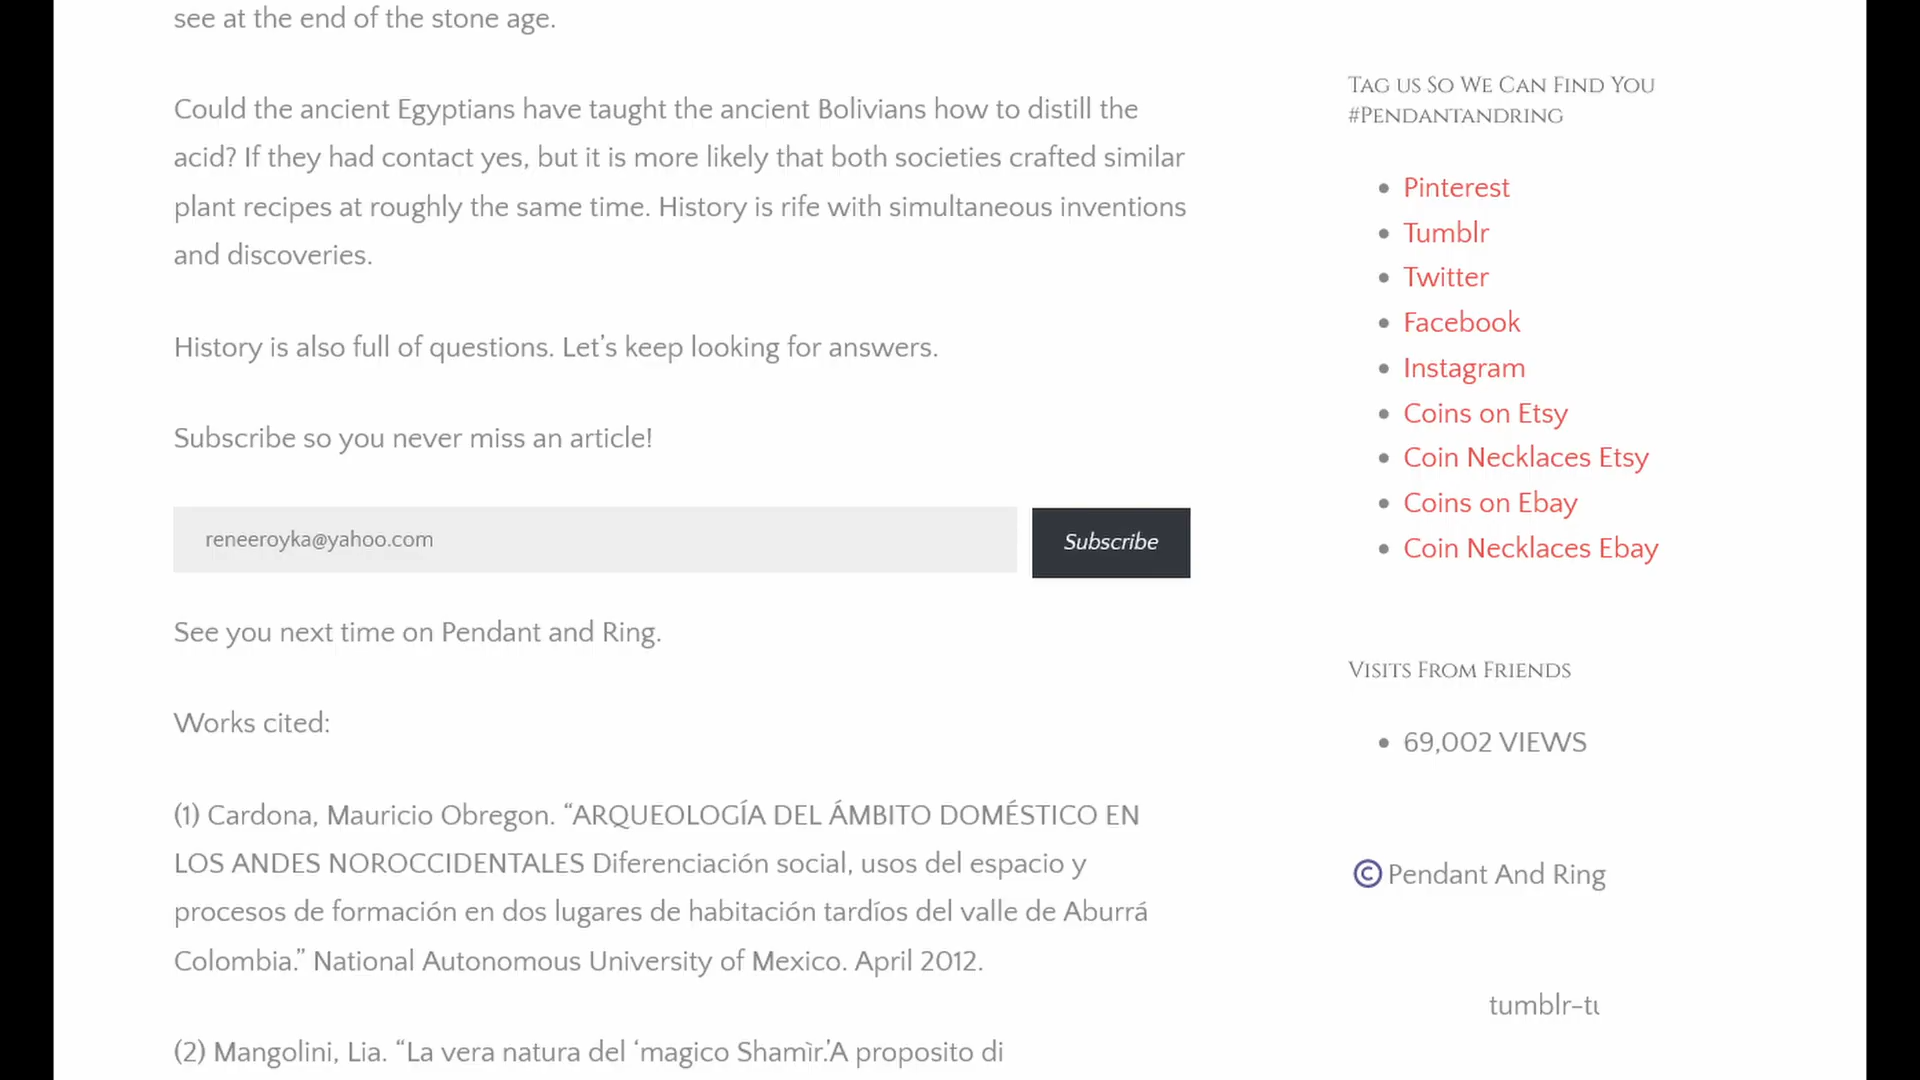 see at the end of the stone age.
Could the ancient Egyptians have taught the ancient Bolivians how to distill the
acid? If they had contact yes, but it is more likely that both societies crafted similar
plant recipes at roughly the same time. History is rife with simultaneous inventions
and discoveries.
History is also full of questions. Let’s keep looking for answers.
Subscribe so you never miss an article!
reneeroyka@yahoo.com
Subscribe
See you next time on Pendant and Ring.
Works cited:
(1) Cardona, Mauricio Obregon. “ARQUEOLOGÍA DEL ÁMBITO DOMÉSTICO EN
LOS ANDES NOROCCIDENTALES Diferenciación social, usos del espacio y
procesos de formación en dos lugares de habitación tardíos del valle de Aburrá
Colombia.” National Autonomous University of Mexico. April 2012.
(2) Mangolini, Lia. “La vera natura del ‘magico Shamìr.’A proposito di
Tag us So We Can Find You
#Pendantandring
Pinterest
Tumblr
Twitter
Facebook
Instagram
Coins on Etsy
Coin Necklaces Etsy
Coins on Ebay
Coin Necklaces Ebay
Visits From Friends
69,002 VIEWS
© Pendant And Ring
tumblr-tu